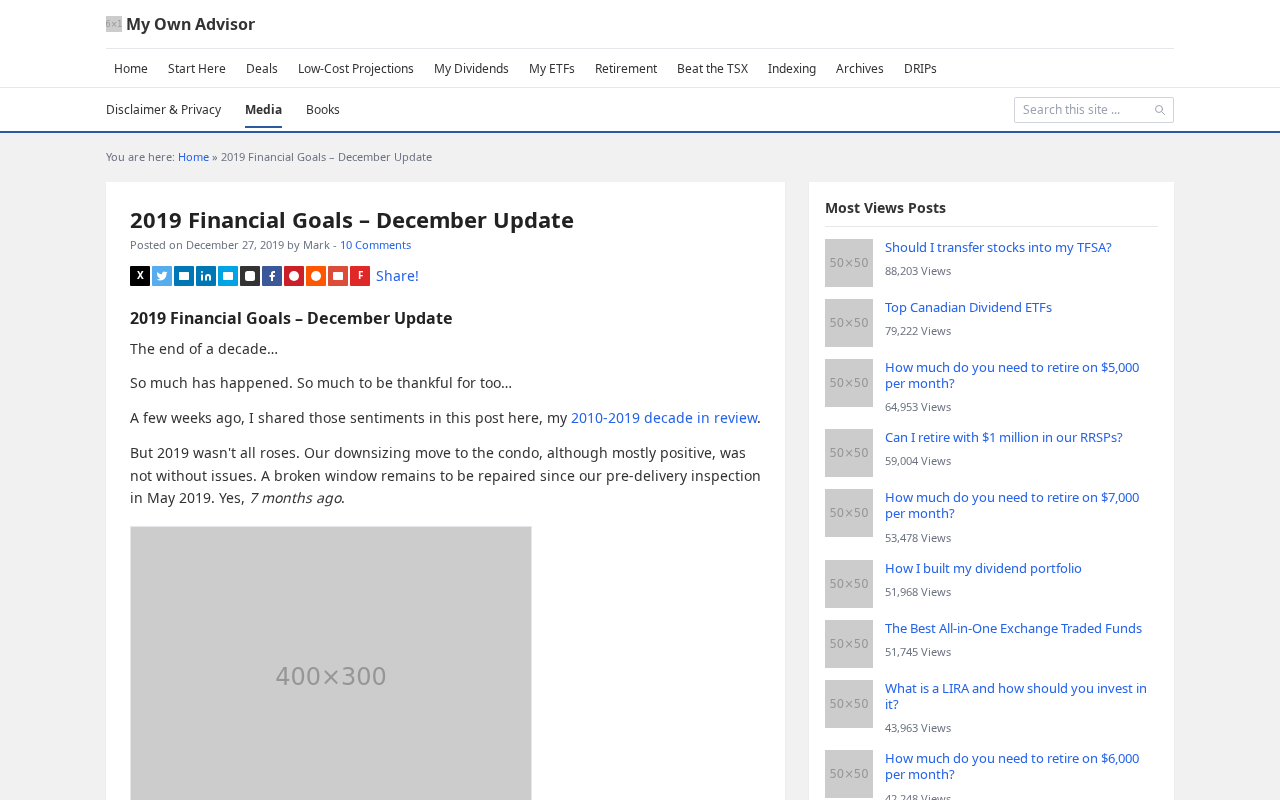 My Own Advisor
Home Start Here Deals Low-Cost Projections My Dividends My ETFs Retirement Beat the TSX Indexing Archives DRIPs
Disclaimer & Privacy Media Books
Search this site ...
You are here: Home » 2019 Financial Goals – December Update
2019 Financial Goals – December Update
Posted on December 27, 2019 by Mark - 10 Comments
X in f F Share!
2019 Financial Goals – December Update
The end of a decade…
So much has happened. So much to be thankful for too…
A few weeks ago, I shared those sentiments in this post here, my 2010-2019 decade in review.
But 2019 wasn't all roses. Our downsizing move to the condo, although mostly positive, was
not without issues. A broken window remains to be repaired since our pre-delivery inspection
in May 2019. Yes, 7 months ago.
400×300
Most Views Posts
50×50
Should I transfer stocks into my TFSA?
88,203 Views
50×50
Top Canadian Dividend ETFs
79,222 Views
50×50
How much do you need to retire on $5,000
per month?
64,953 Views
50×50
Can I retire with $1 million in our RRSPs?
59,004 Views
50×50
How much do you need to retire on $7,000
per month?
53,478 Views
50×50
How I built my dividend portfolio
51,968 Views
50×50
The Best All-in-One Exchange Traded Funds
51,745 Views
50×50
What is a LIRA and how should you invest in
it?
43,963 Views
50×50
How much do you need to retire on $6,000
per month?
42,248 Views